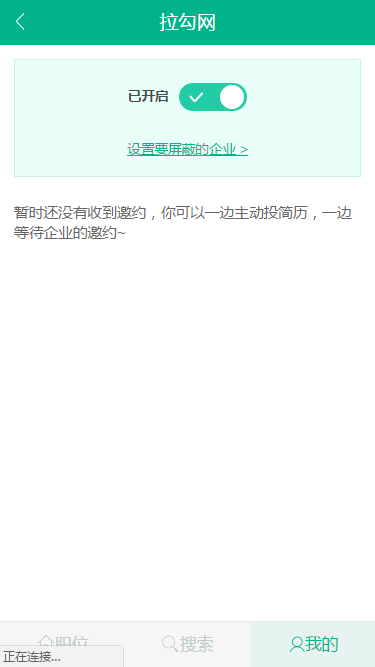 拉勾网
已开启
设置要屏蔽的企业 >
暂时还没有收到邀约，你可以一边主动投简历，一边
等待企业的邀约~
职位
搜索
我的
正在连接...